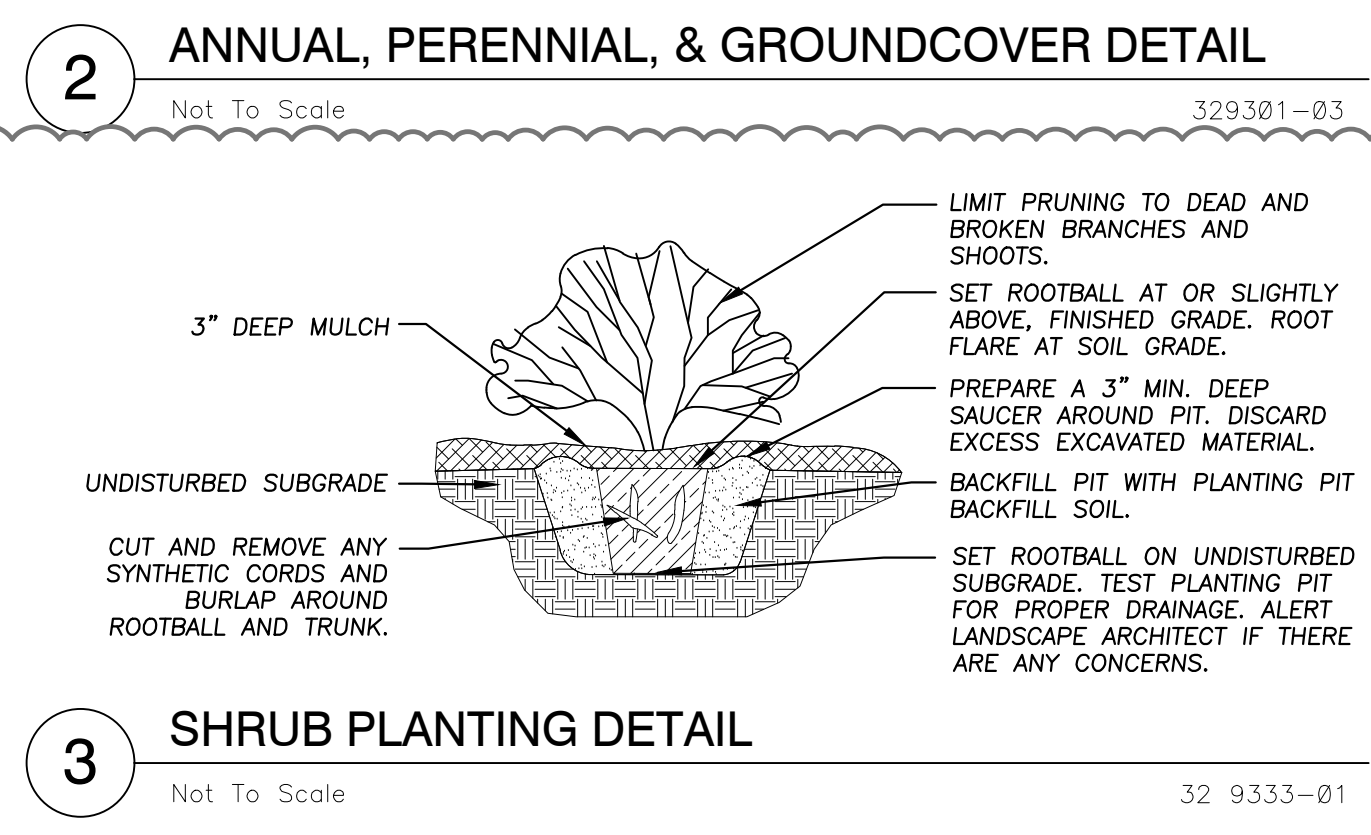 2
ANNUAL, PERENNIAL, & GROUNDCOVER DETAIL
Not To Scale
329301-03
LIMIT PRUNING TO DEAD AND
BROKEN BRANCHES AND
SHOOTS.
SET ROOTBALL AT OR SLIGHTLY
ABOVE, FINISHED GRADE. ROOT
FLARE AT SOIL GRADE.
3" DEEP MULCH
PREPARE A 3" MIN. DEEP
SAUCER AROUND PIT. DISCARD
EXCESS EXCAVATED MATERIAL.
UNDISTURBED SUBGRADE
BACKFILL PIT WITH PLANTING PIT
BACKFILL SOIL.
CUT AND REMOVE ANY
SYNTHETIC CORDS AND
BURLAP AROUND
ROOTBALL AND TRUNK.
SET ROOTBALL ON UNDISTURBED
SUBGRADE. TEST PLANTING PIT
FOR PROPER DRAINAGE. ALERT
LANDSCAPE ARCHITECT IF THERE
ARE ANY CONCERNS.
3
SHRUB PLANTING DETAIL
Not To Scale
32 9333-01